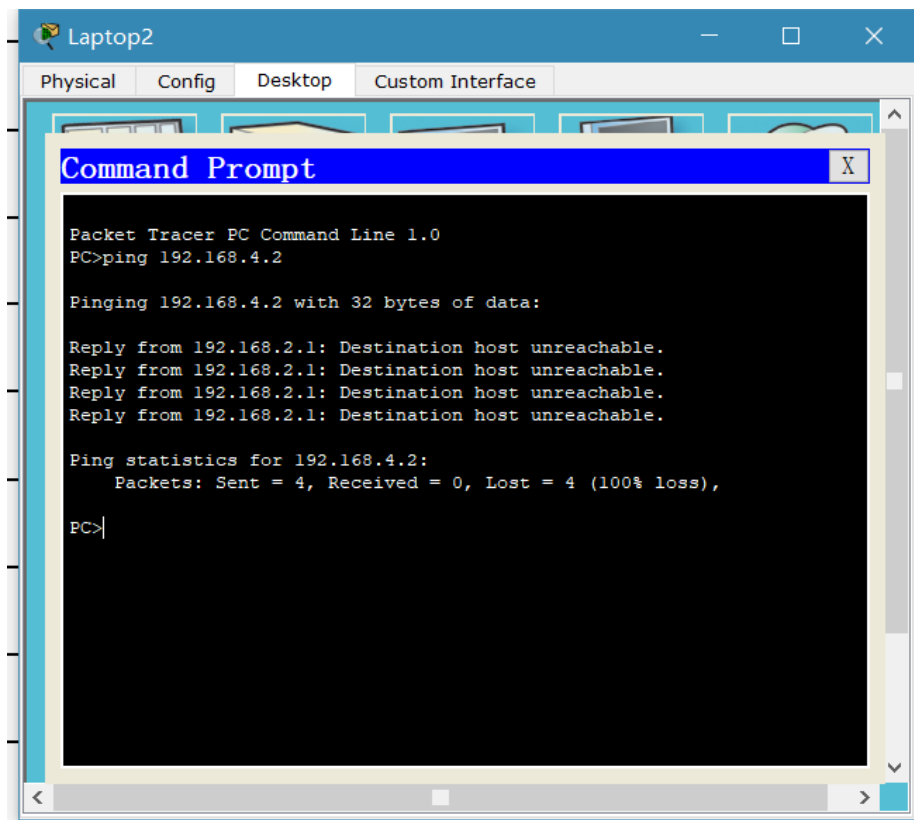 Laptop2
Physical Config Desktop Custom Interface
Command Prompt X
Packet Tracer PC Command Line 1.0
PC>ping 192.168.4.2
Pinging 192.168.4.2 with 32 bytes of data:
Reply from 192.168.2.1: Destination host unreachable.
Reply from 192.168.2.1: Destination host unreachable.
Reply from 192.168.2.1: Destination host unreachable.
Reply from 192.168.2.1: Destination host unreachable.
Ping statistics for 192.168.4.2:
Packets: Sent = 4, Received = 0, Lost = 4 (100% loss),
PC>